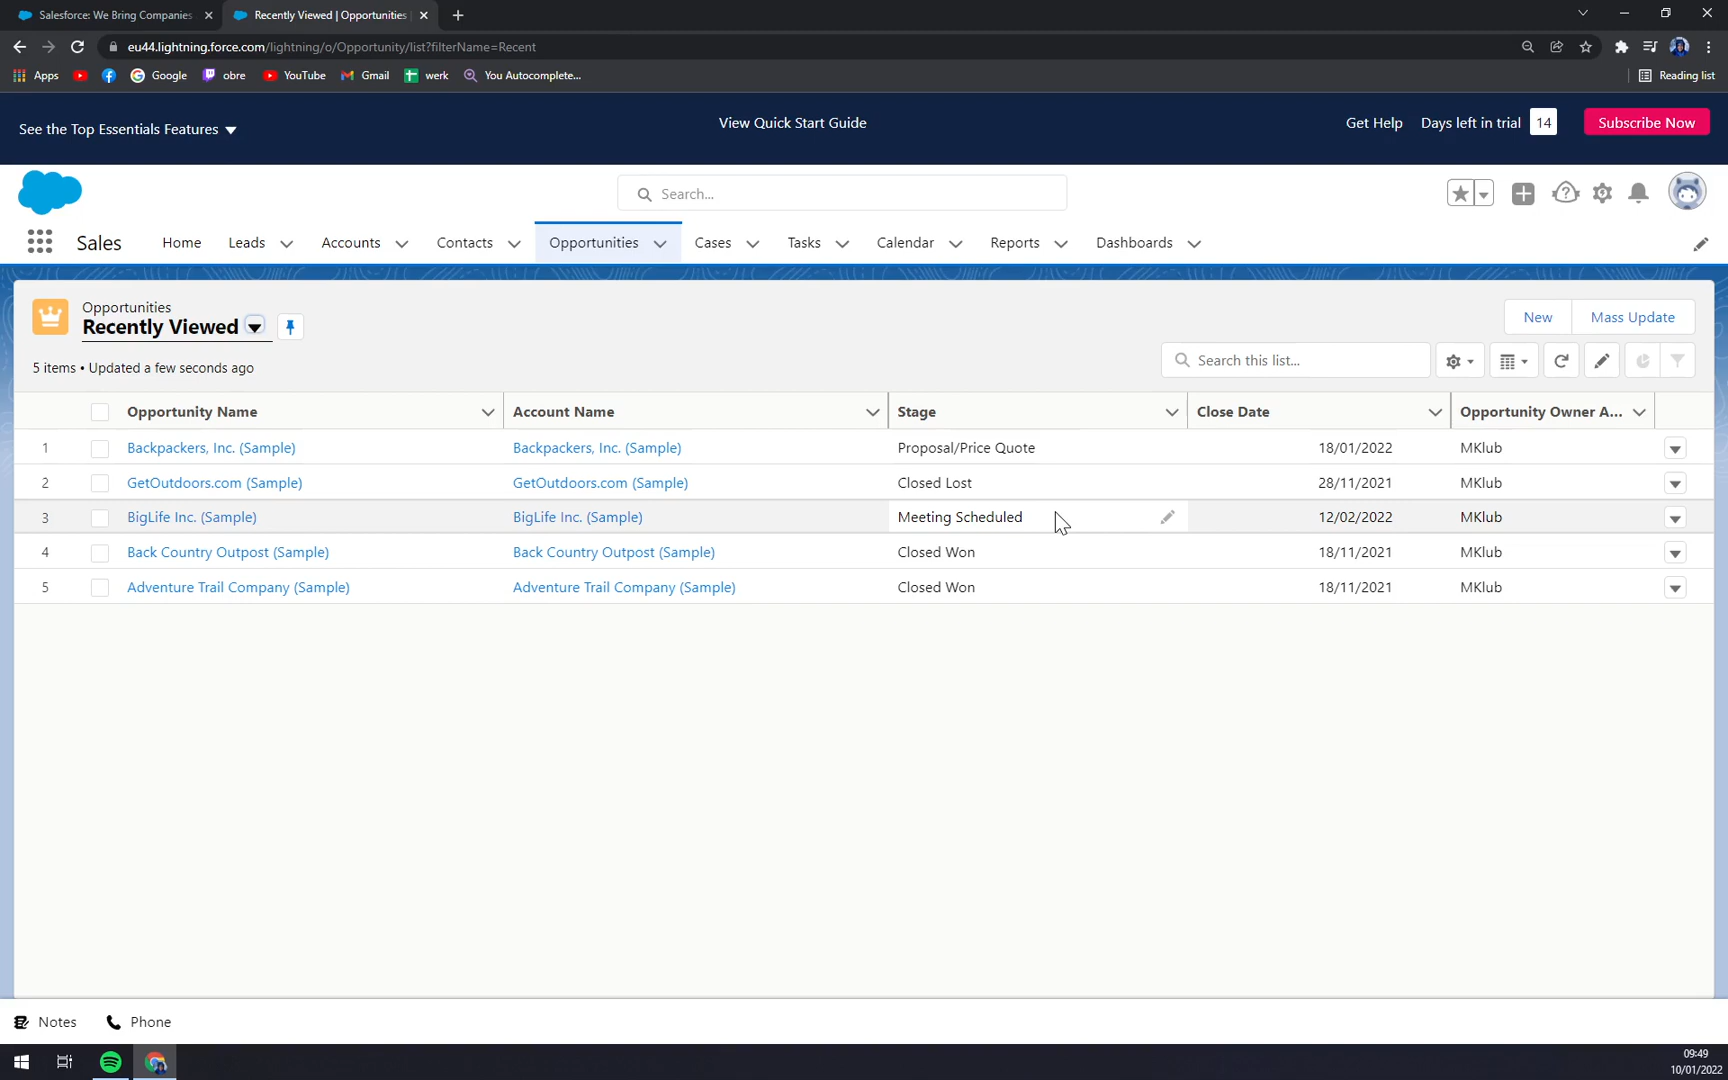 Salesforce: We Bring Companies
Recently Viewed | Opportunities
eu44.lightning.force.com/lightning/o/Opportunity/list?filterName=Recent
Apps Google obre YouTube Gmail werk You Autocomplete... Reading list
See the Top Essentials Features View Quick Start Guide Get Help Days left in trial 14 Subscribe Now
Search...
Sales Home Leads Accounts Contacts Opportunities Cases Tasks Calendar Reports Dashboards
Opportunities
Recently Viewed
New Mass Update
5 items • Updated a few seconds ago
Search this list...
Opportunity Name Account Name Stage Close Date Opportunity Owner A...
1 Backpackers, Inc. (Sample) Backpackers, Inc. (Sample) Proposal/Price Quote 18/01/2022 MKlub
2 GetOutdoors.com (Sample) GetOutdoors.com (Sample) Closed Lost 28/11/2021 MKlub
3 BigLife Inc. (Sample) BigLife Inc. (Sample) Meeting Scheduled 12/02/2022 MKlub
4 Back Country Outpost (Sample) Back Country Outpost (Sample) Closed Won 18/11/2021 MKlub
5 Adventure Trail Company (Sample) Adventure Trail Company (Sample) Closed Won 18/11/2021 MKlub
Notes Phone
09:49
10/01/2022